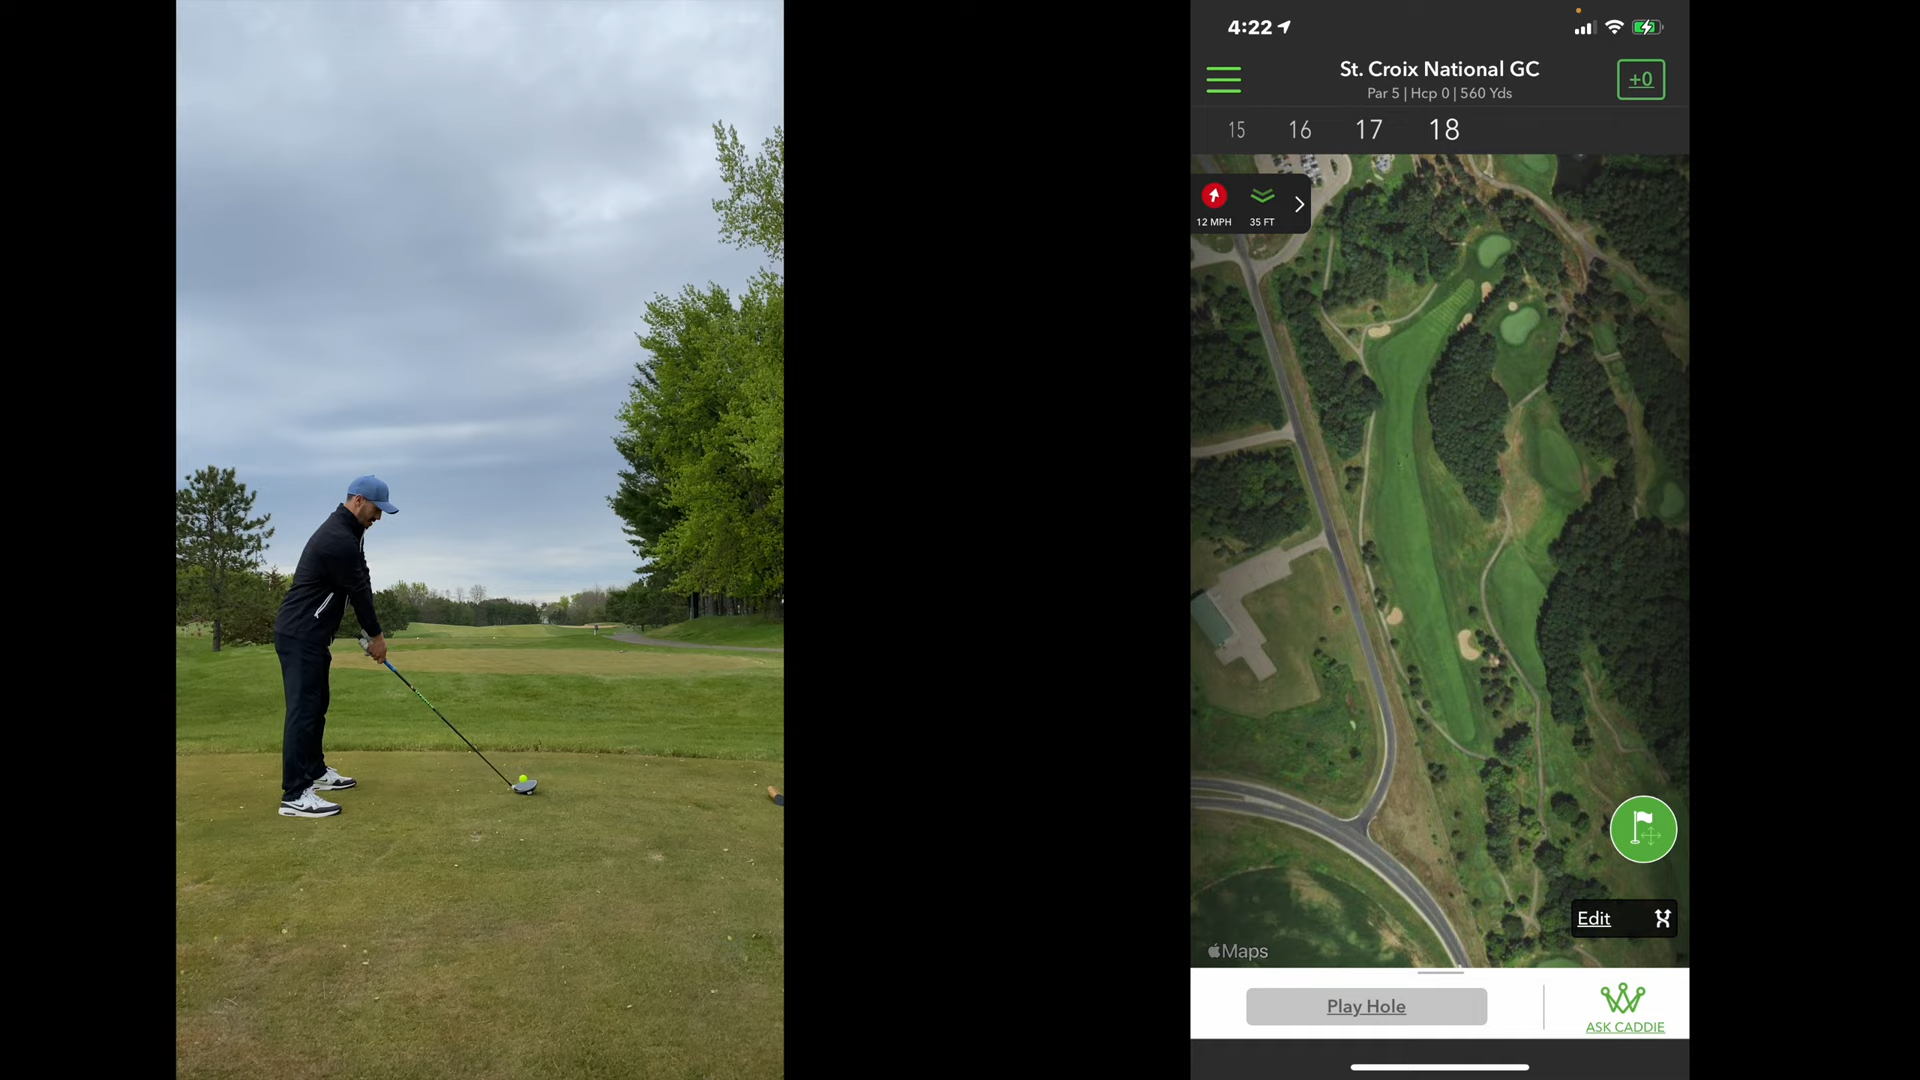 4:22
St. Croix National GC
+0
Par 5 | Hcp 0 | 560 Yds
15 16 17 18
12 MPH 35 FT
Edit
Maps
Play Hole
ASK CADDIE